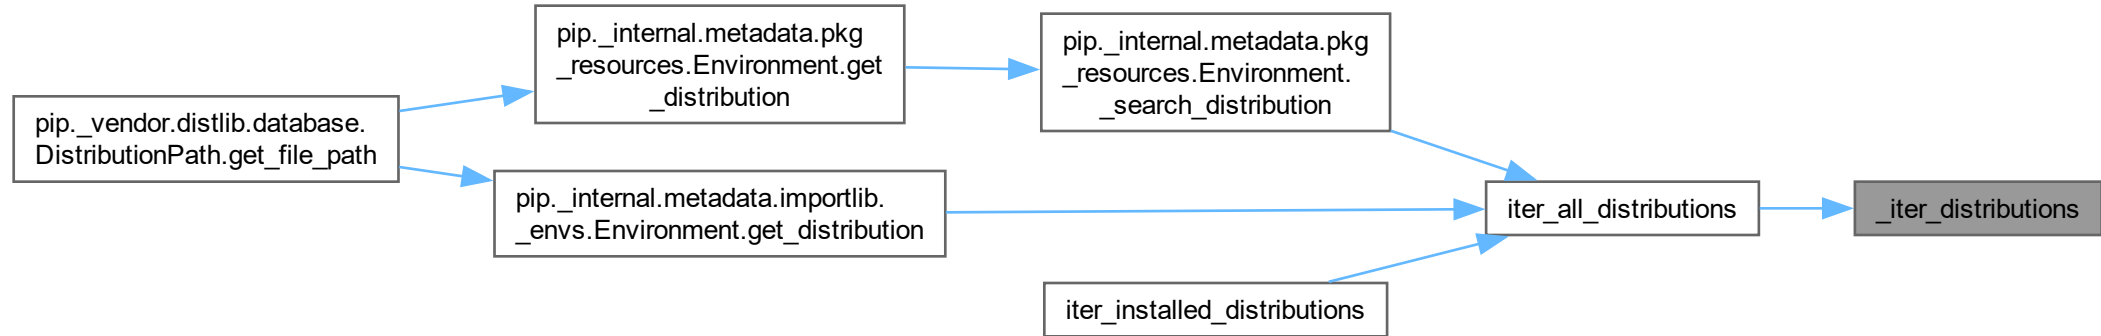 pip._vendor.distlib.database.
DistributionPath.get_file_path
pip._internal.metadata.pkg
_resources.Environment.get
_distribution
pip._internal.metadata.importlib.
_envs.Environment.get_distribution
pip._internal.metadata.pkg
_resources.Environment.
_search_distribution
iter_installed_distributions
iter_all_distributions
_iter_distributions